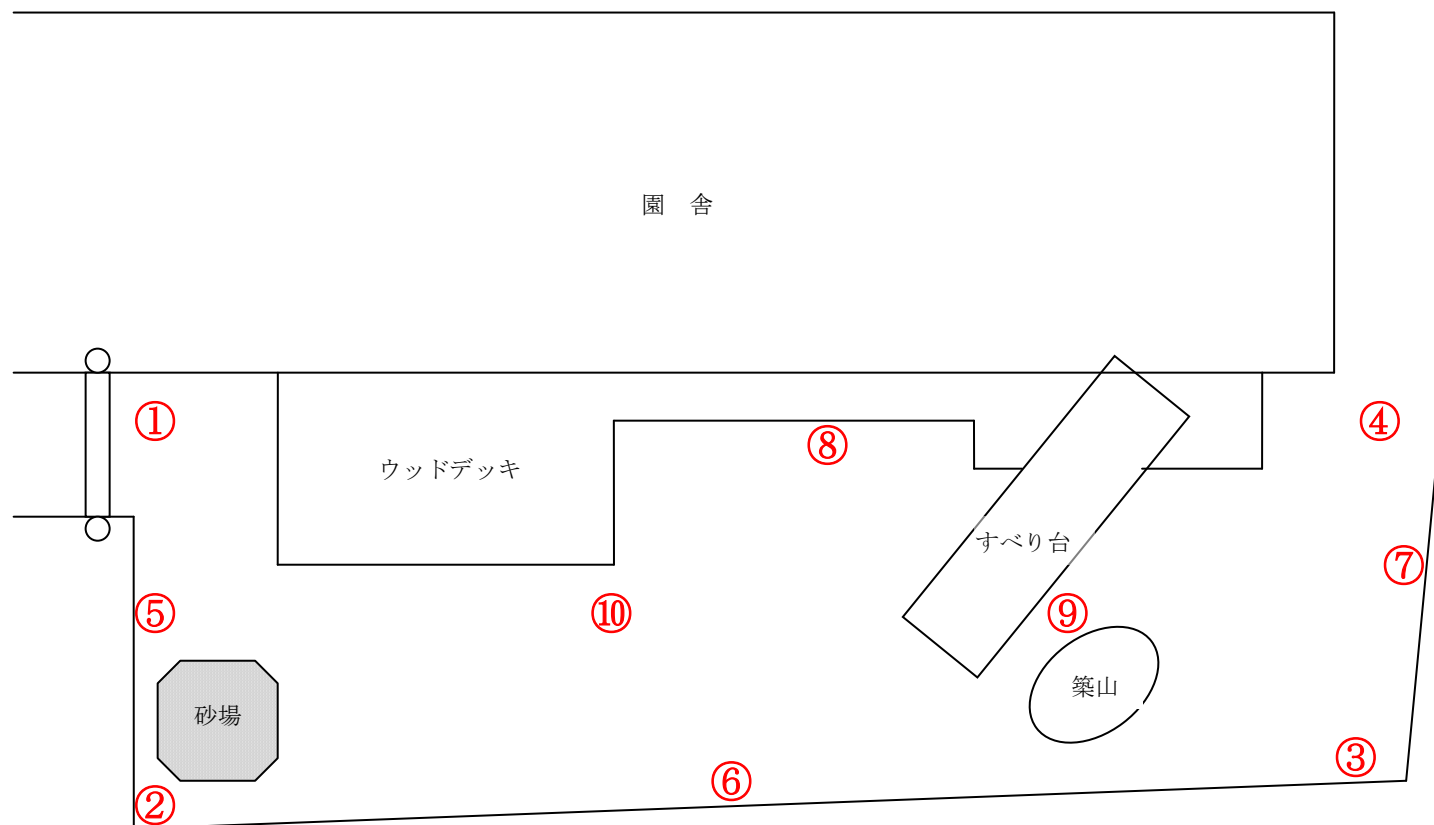 園　舎
①
④
⑧
ウッドデッキ
すべり台
⑦
⑤
⑩
⑨
築山
砂場
③
⑥
②